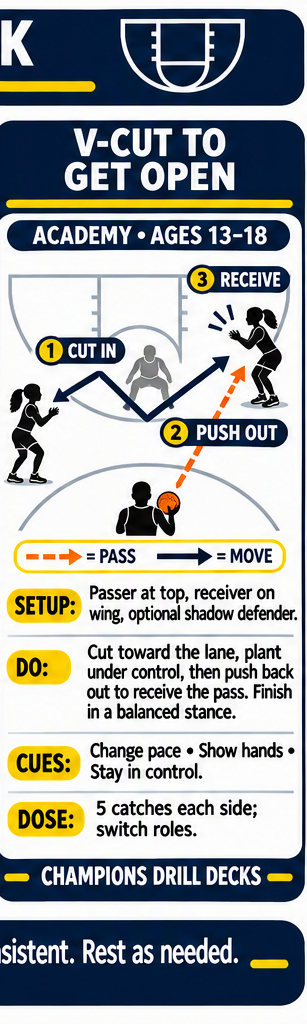 K
V-CUT TO
GET OPEN
ACADEMY • AGES 13–18
3 RECEIVE
1 CUT IN
2 PUSH OUT
= PASS = MOVE
SETUP: Passer at top, receiver on
wing, optional shadow defender.
DO: Cut toward the lane, plant
under control, then push back
out to receive the pass. Finish
in a balanced stance.
CUES: Change pace • Show hands •
Stay in control.
DOSE: 5 catches each side;
switch roles.
CHAMPIONS DRILL DECKS
sistent. Rest as needed.